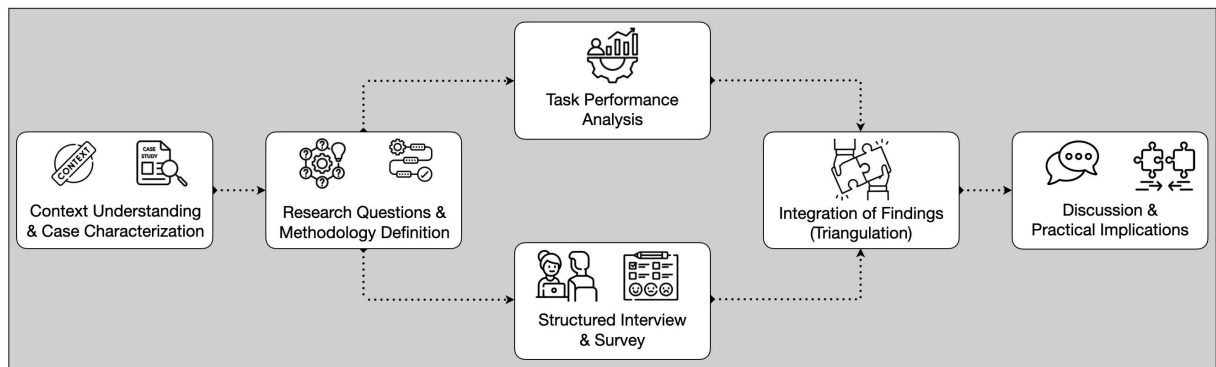 CONTEXT
CASE
STUDY
Context Understanding
& Case Characterization
Research Questions &
Methodology Definition
Task Performance
Analysis
Structured Interview
& Survey
Integration of Findings
(Triangulation)
Discussion &
Practical Implications